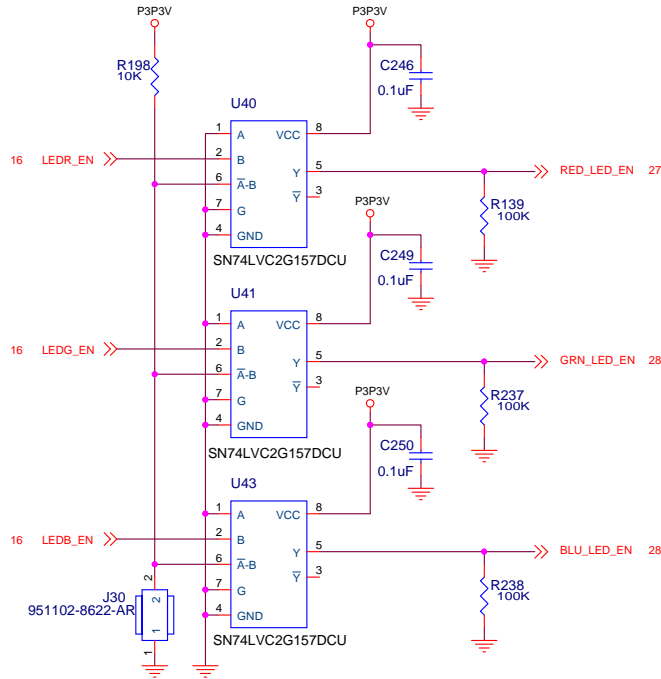 P3P3V
P3P3V
R198
10K
C246
0.1uF
U40
1 A VCC 8
16 LEDR_EN 2 B
Y 5 RED_LED_EN 27
6 A-B
Y 3
7 G
4 GND
R139
100K
SN74LVC2G157DCU
P3P3V
C249
0.1uF
U41
1 A VCC 8
16 LEDG_EN 2 B
Y 5 GRN_LED_EN 28
6 A-B
Y 3
7 G
4 GND
R237
100K
SN74LVC2G157DCU
P3P3V
C250
0.1uF
U43
1 A VCC 8
16 LEDB_EN 2 B
Y 5 BLU_LED_EN 28
6 A-B
Y 3
7 G
4 GND
R238
100K
SN74LVC2G157DCU
J30
951102-8622-AR
2
2
1
1